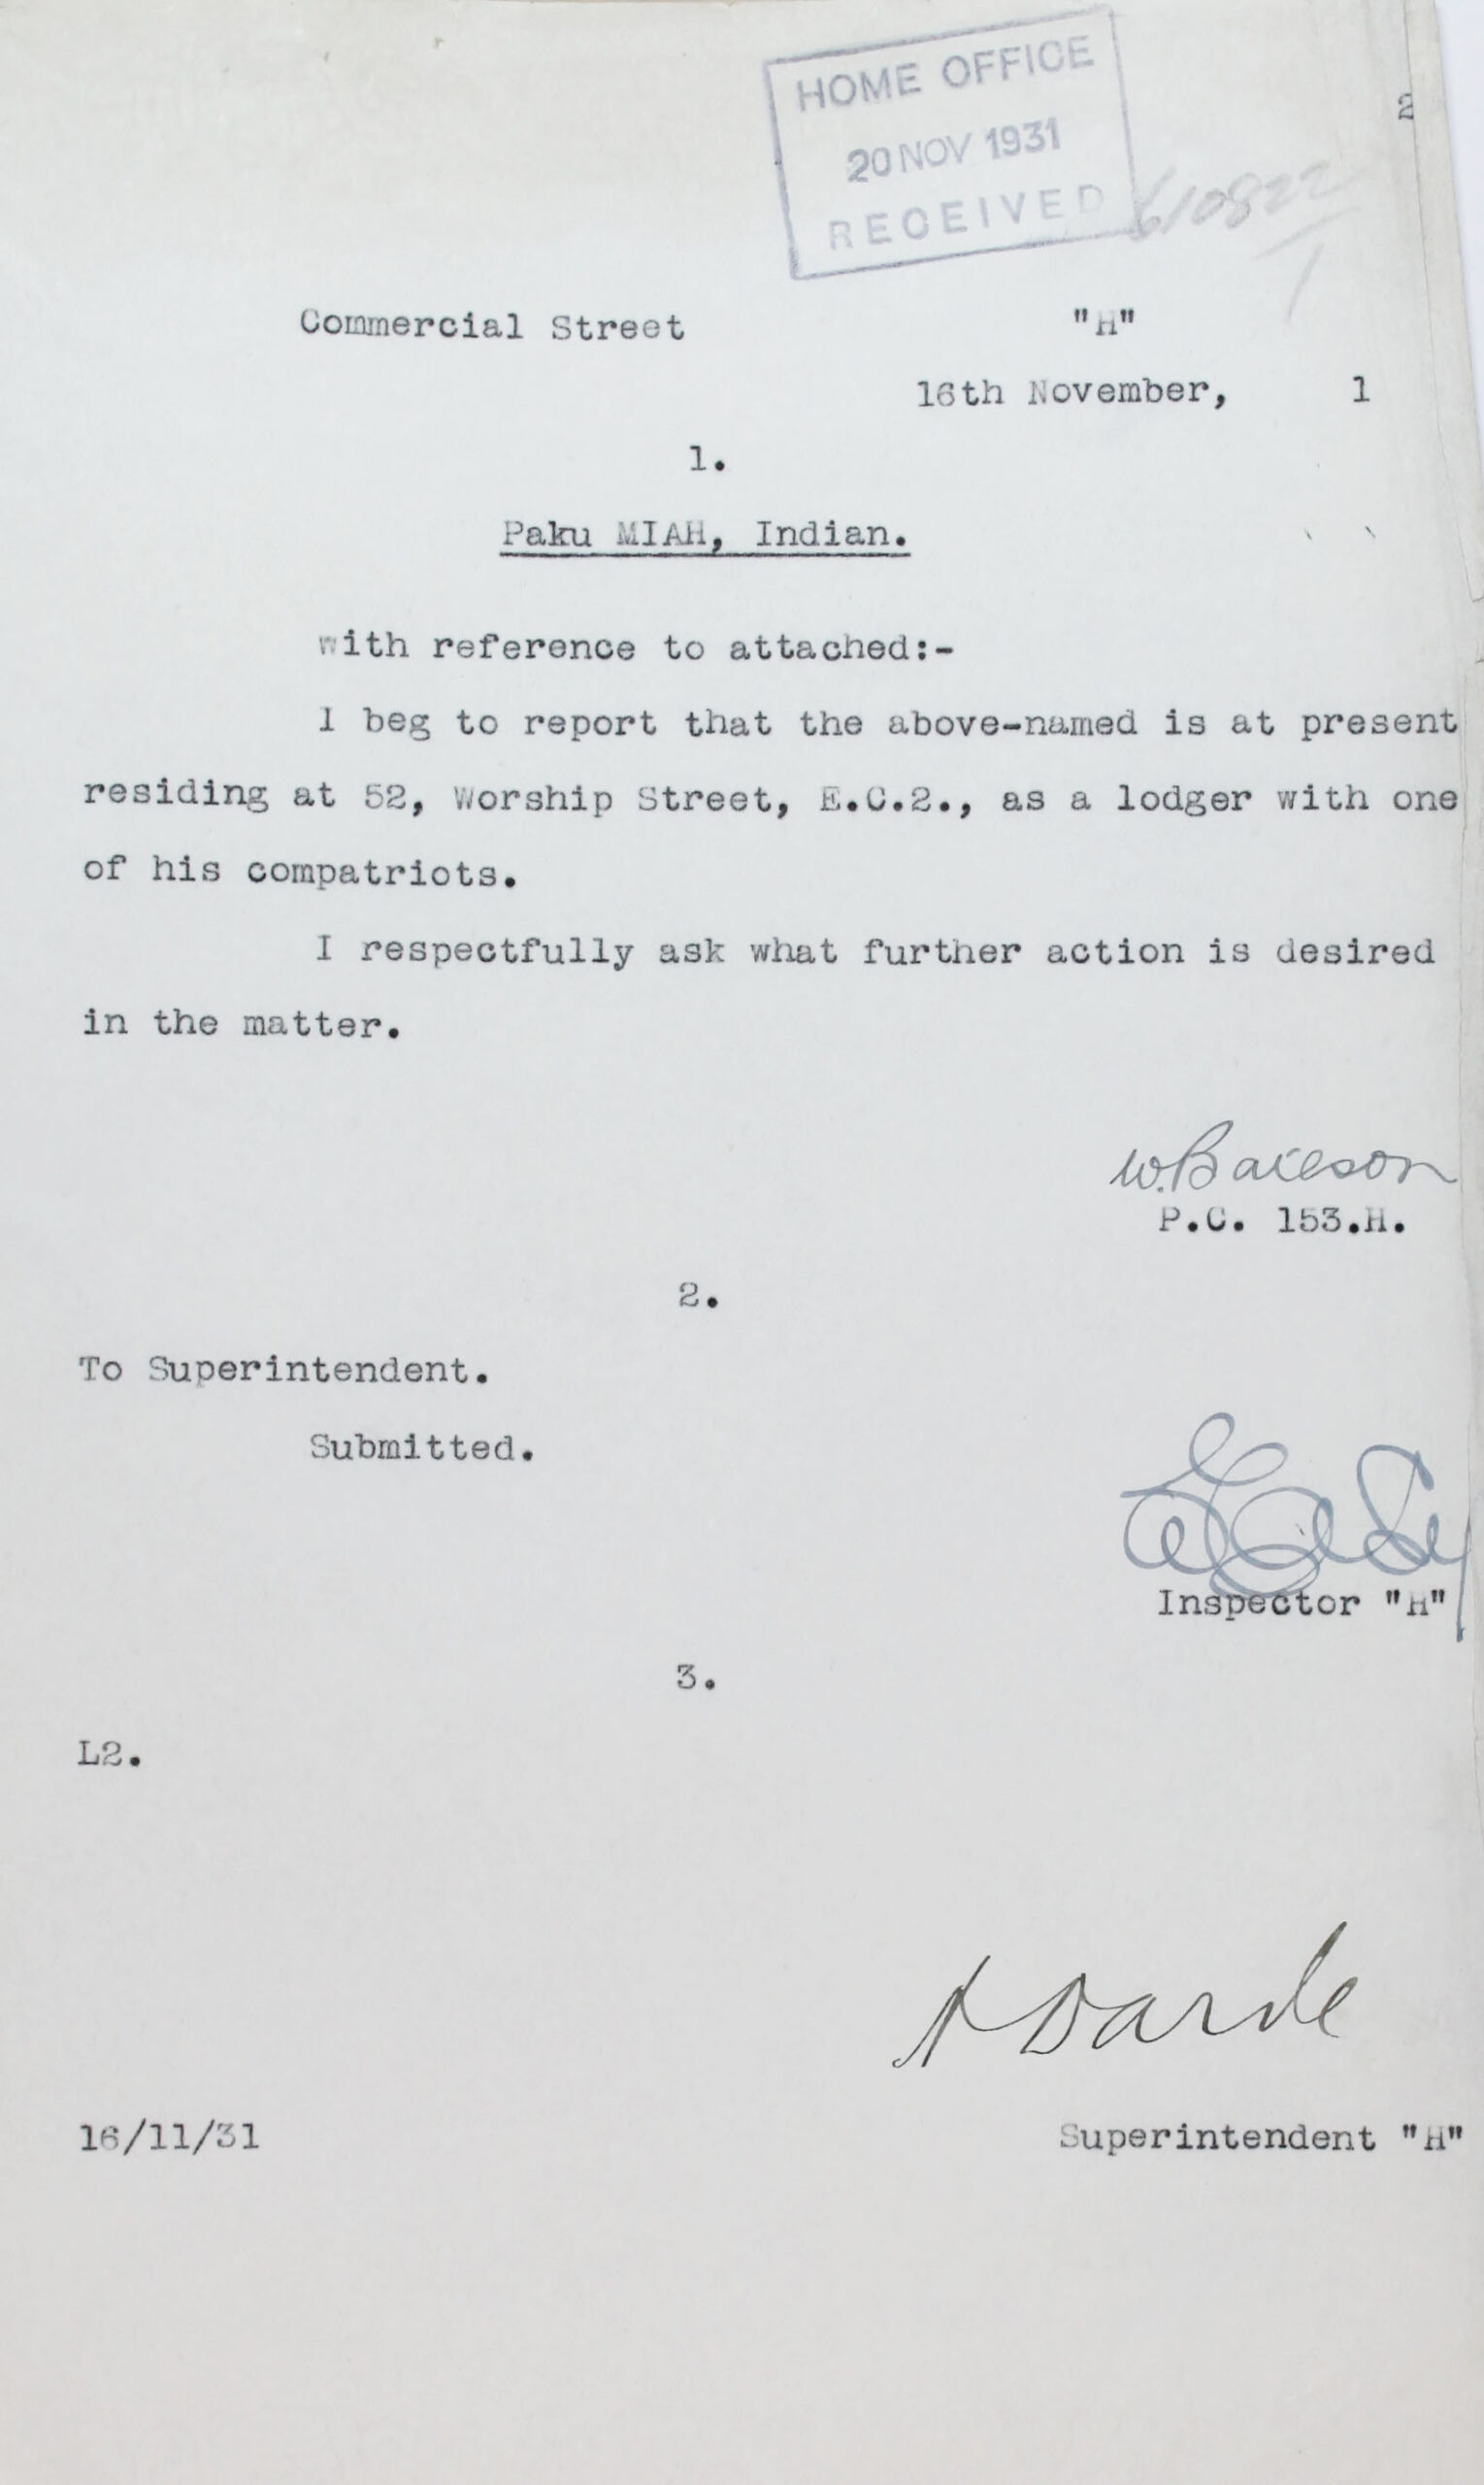 HOME OFFICE
20 NOV 1931
RECEIVED
2
610822
1
Commercial Street "H"
16th November, 1
1.
Paku MIAH, Indian.
with reference to attached:-
I beg to report that the above-named is at present
residing at 52, Worship Street, E.C.2., as a lodger with one
of his compatriots.
I respectfully ask what further action is desired
in the matter.
W.
P.C. 153.H.
2.
To Superintendent.
Submitted.
Inspector "H"
3.
L2.
16/11/31 Superintendent "H"